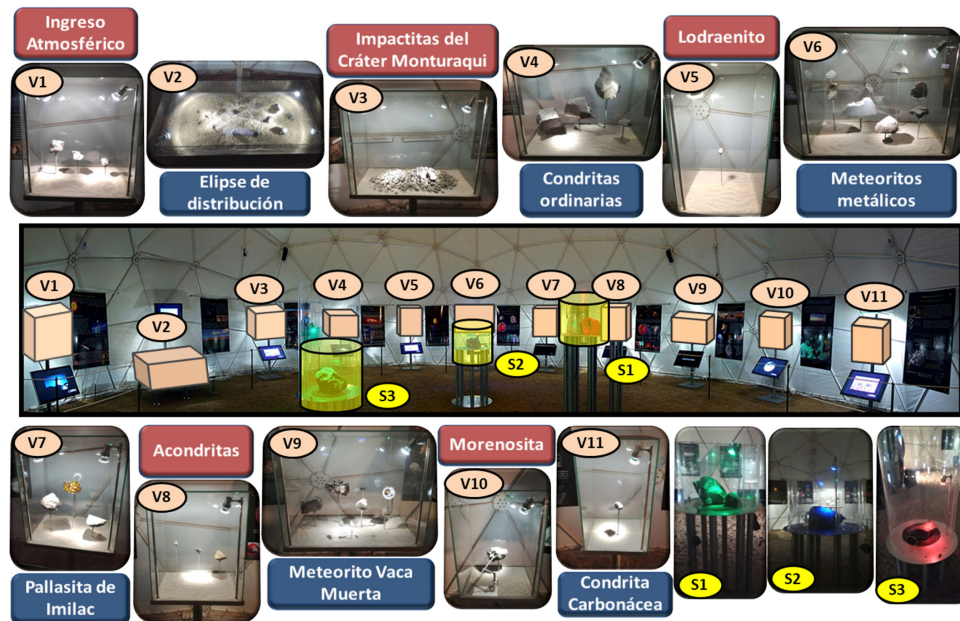 Ingreso
Atmosférico
V1
V2
Elipse de
distribución
Impactitas del
Cráter Monturaqui
V3
V4
Condritas
ordinarias
Lodraenito
V5
V6
Meteoritos
metálicos
V1
V2
V3
V4
V5
V6
V7
V8
V9
V10
V11
S3
S2
S1
V7
Pallasita de
Imilac
Acondritas
V8
V9
Meteorito Vaca
Muerta
Morenosita
V10
V11
Condrita
Carbonácea
S1
S2
S3